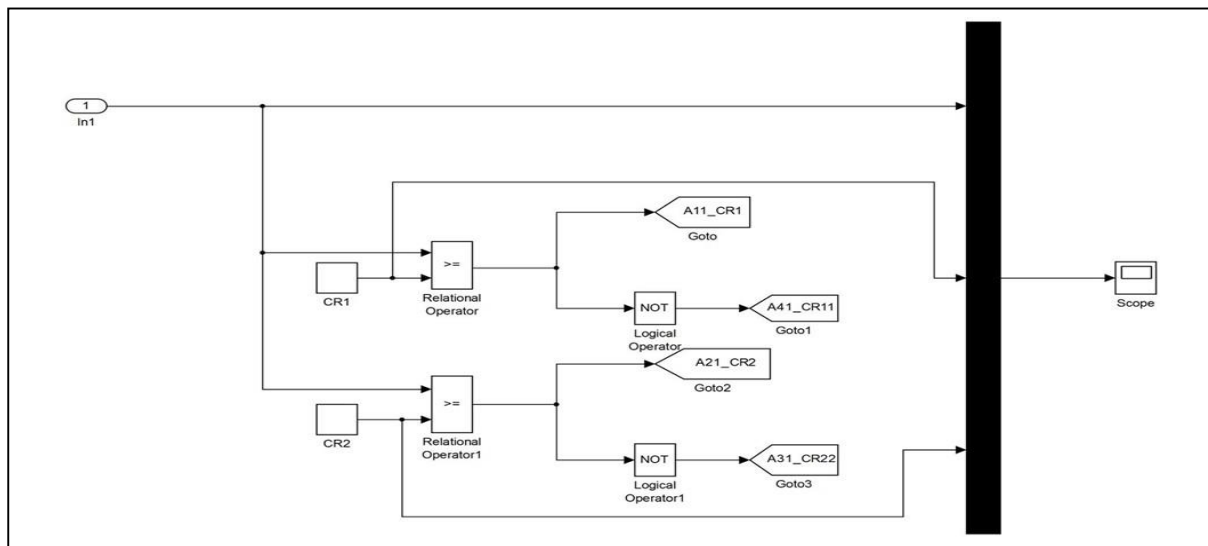 1
In1
A11_CR1
Goto
>=
CR1
Relational
Operator
NOT
A41_CR11
Goto1
Logical
Operator
Scope
A21_CR2
Goto2
>=
CR2
Relational
Operator1
NOT
A31_CR22
Goto3
Logical
Operator1